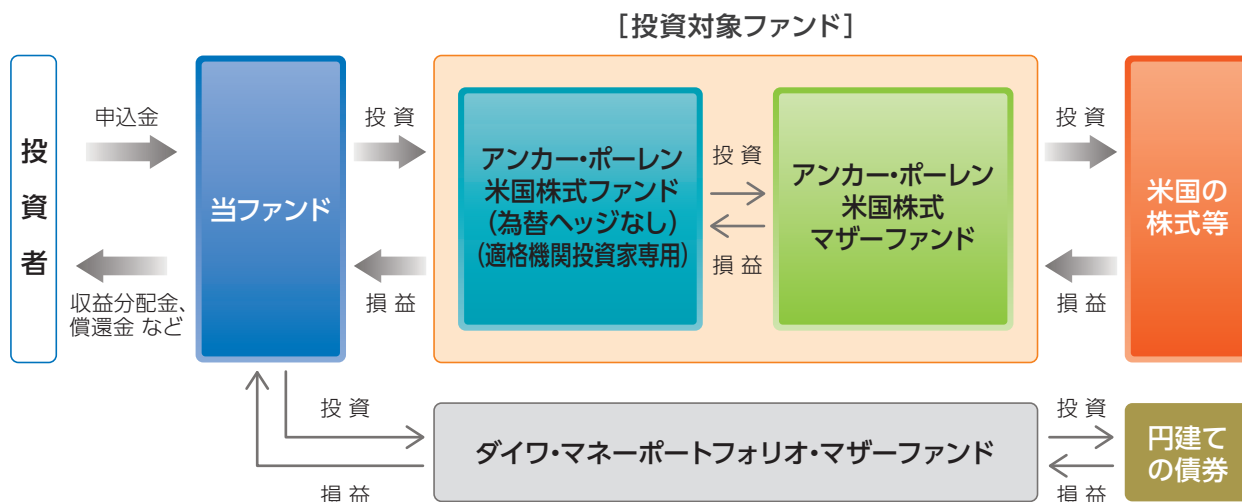 ［投資対象ファンド］
投資者
申込金
収益分配金、
償還金 など
当ファンド
投 資
損 益
アンカー・ポーレン
米国株式ファンド
（為替ヘッジなし）
（適格機関投資家専用）
投 資
損 益
アンカー・ポーレン
米国株式
マザーファンド
投 資
損 益
米国の
株式等
投 資
損 益
ダイワ・マネーポートフォリオ・マザーファンド
投 資
損 益
円建て
の債券